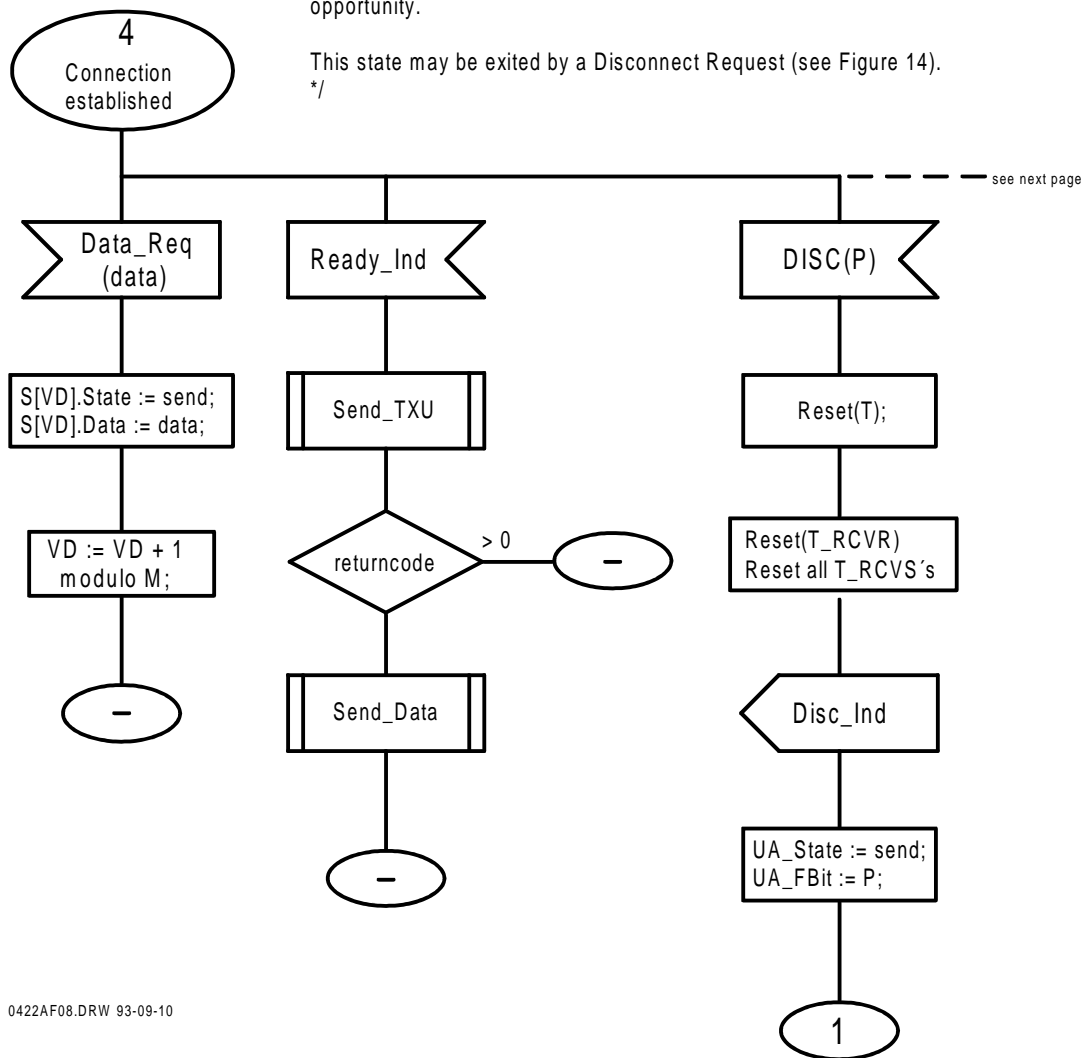 opportunity.
This state may be exited by a Disconnect Request (see Figure 14).
*/
4
Connection
established
see next page
Data_Req
(data)
Ready_Ind
DISC(P)
S[VD].State := send;
S[VD].Data := data;
Send_TXU
Reset(T);
VD := VD + 1
modulo M;
returncode
> 0
–
Reset(T_RCVR)
Reset all T_RCVS´s
–
Send_Data
Disc_Ind
–
UA_State := send;
UA_FBit := P;
0422AF08.DRW 93-09-10
1